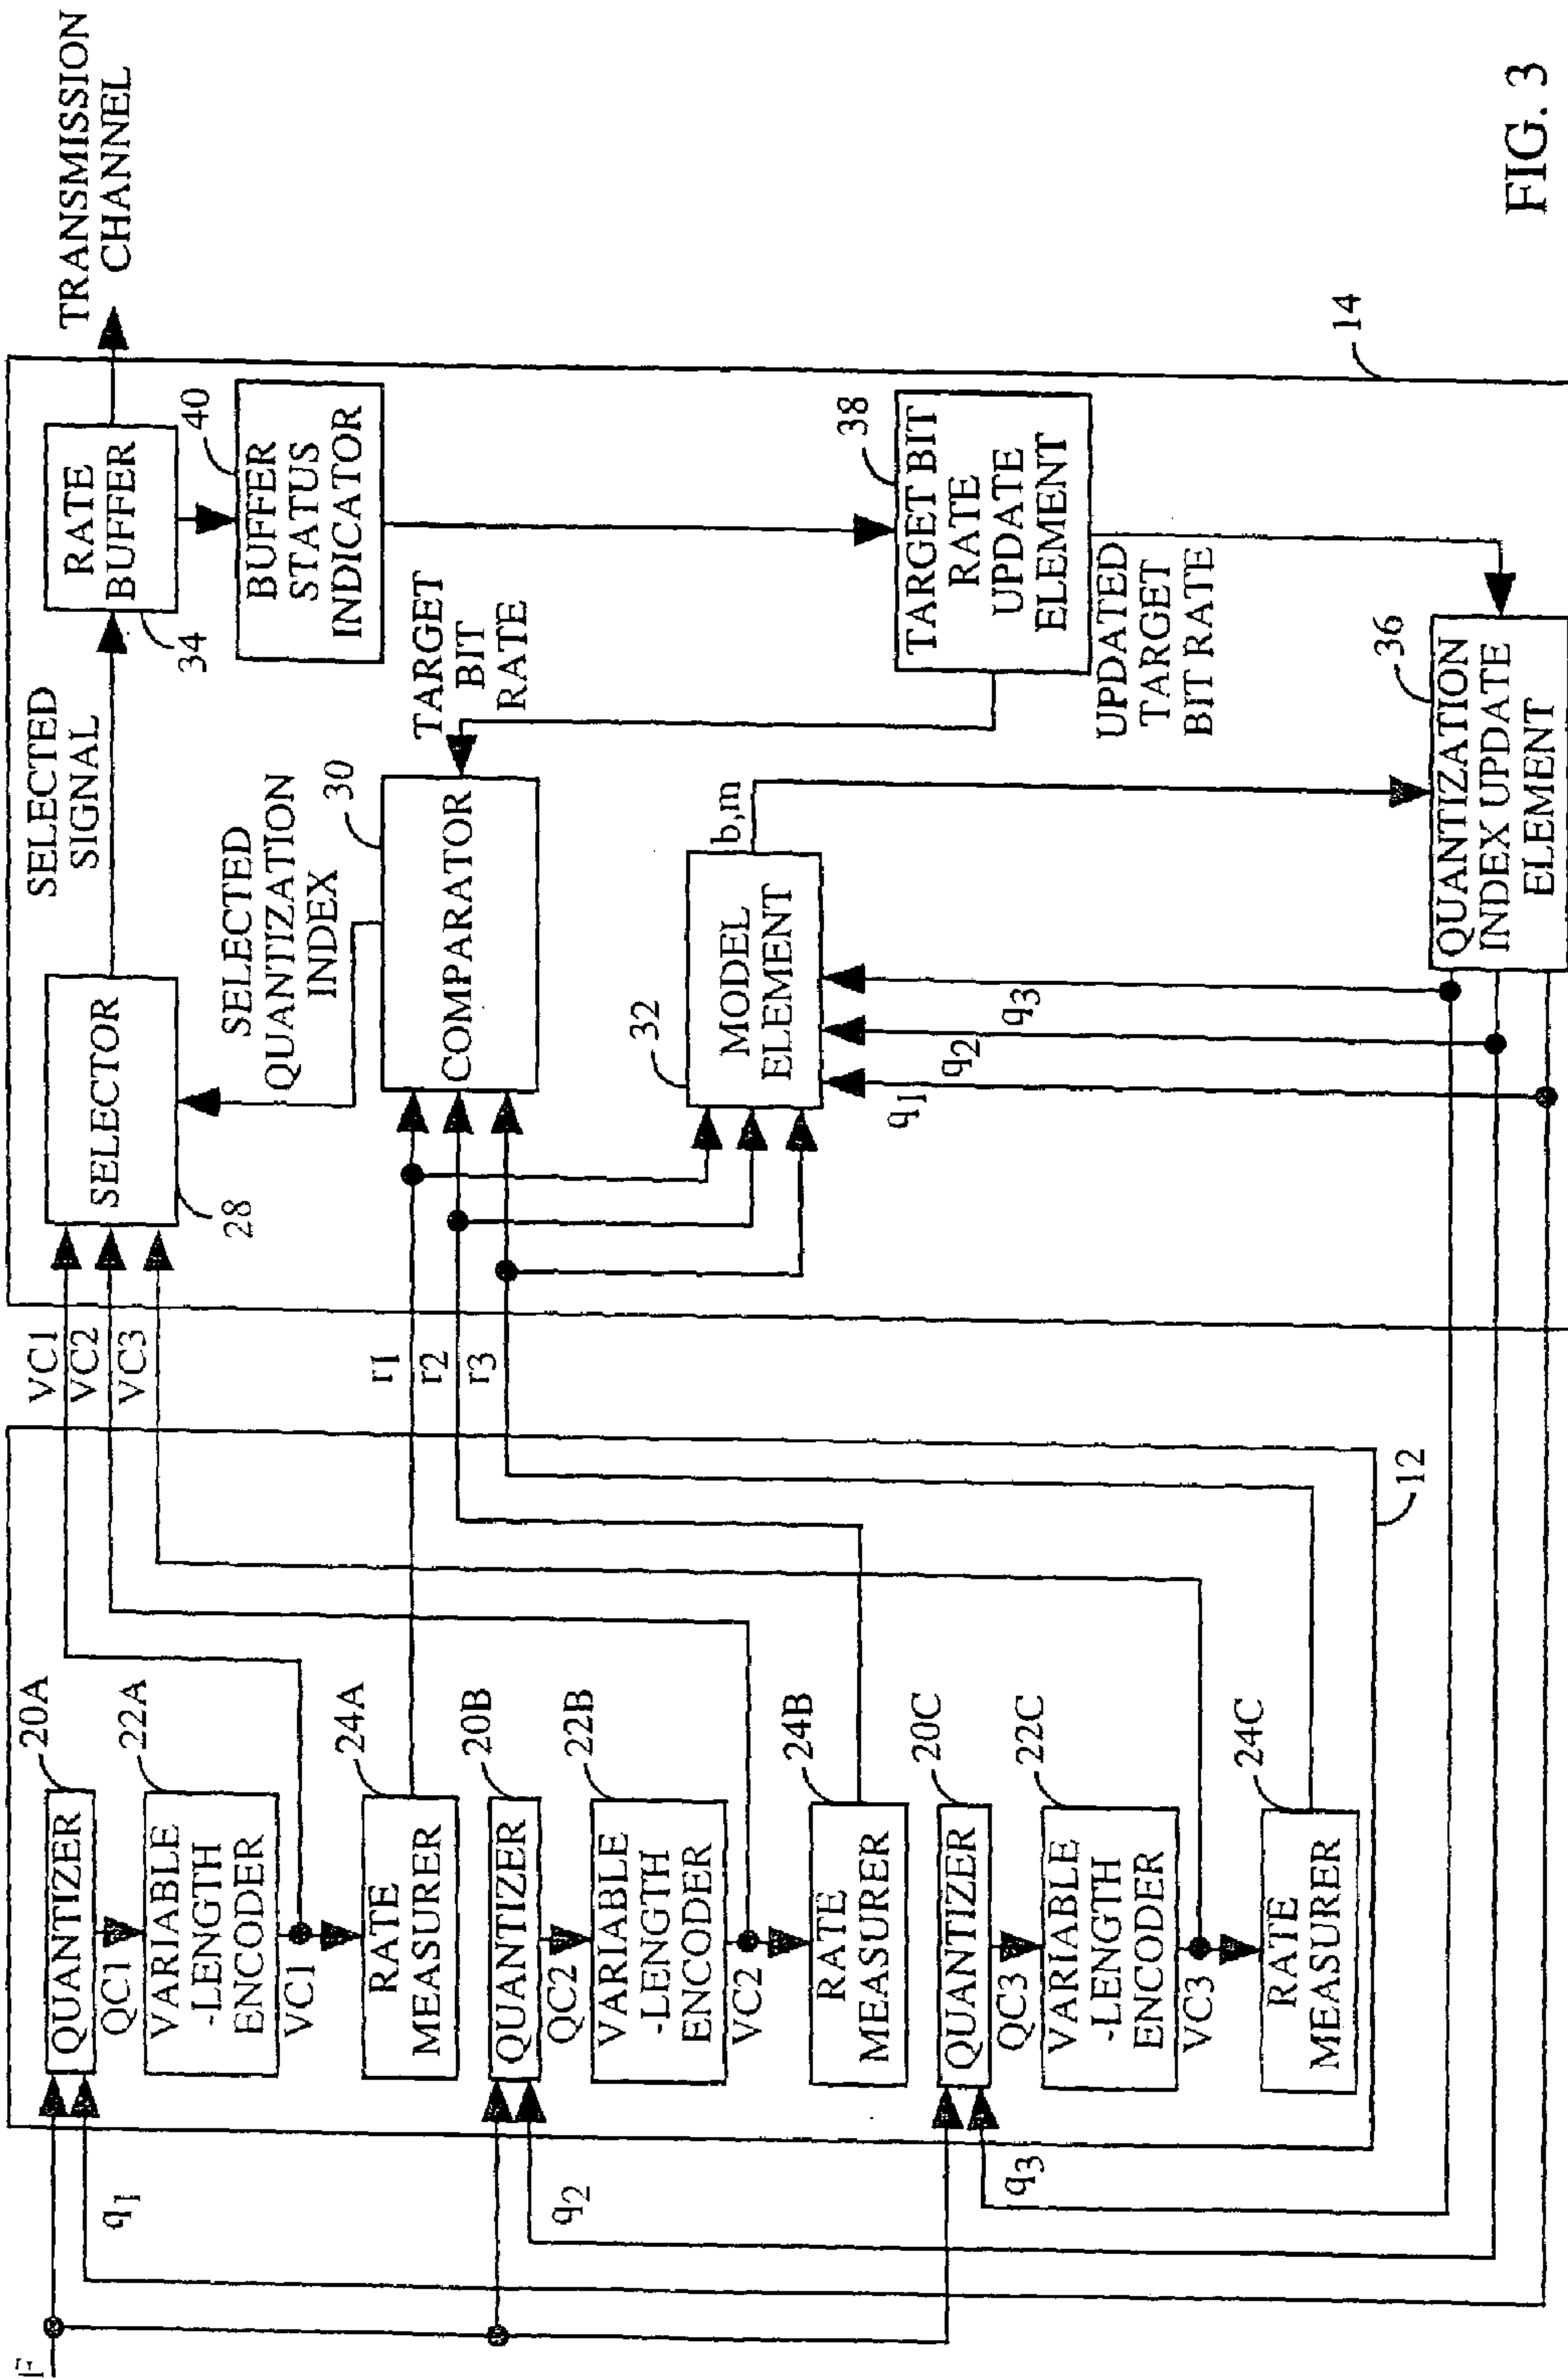 F
q1
q2
q3
20A
QUANTIZER
QC1
22A
VARIABLE
-LENGTH
ENCODER
VC1
24A
RATE
MEASURER
20B
QUANTIZER
QC2
22B
VARIABLE
-LENGTH
ENCODER
VC2
24B
RATE
MEASURER
20C
QUANTIZER
QC3
22C
VARIABLE
-LENGTH
ENCODER
VC3
24C
RATE
MEASURER
12
VC1
VC2
VC3
r1
r2
r3
SELECTOR
28
SELECTED
SIGNAL
RATE
BUFFER
34
TRANSMISSION
CHANNEL
40
BUFFER
STATUS
INDICATOR
SELECTED
QUANTIZATION
INDEX
30
COMPARATOR
TARGET
BIT
RATE
32
MODEL
ELEMENT
b,m
q1
q2
q3
38
TARGET BIT
RATE
UPDATE
ELEMENT
UPDATED
TARGET
BIT RATE
36
QUANTIZATION
INDEX UPDATE
ELEMENT
14
FIG. 3